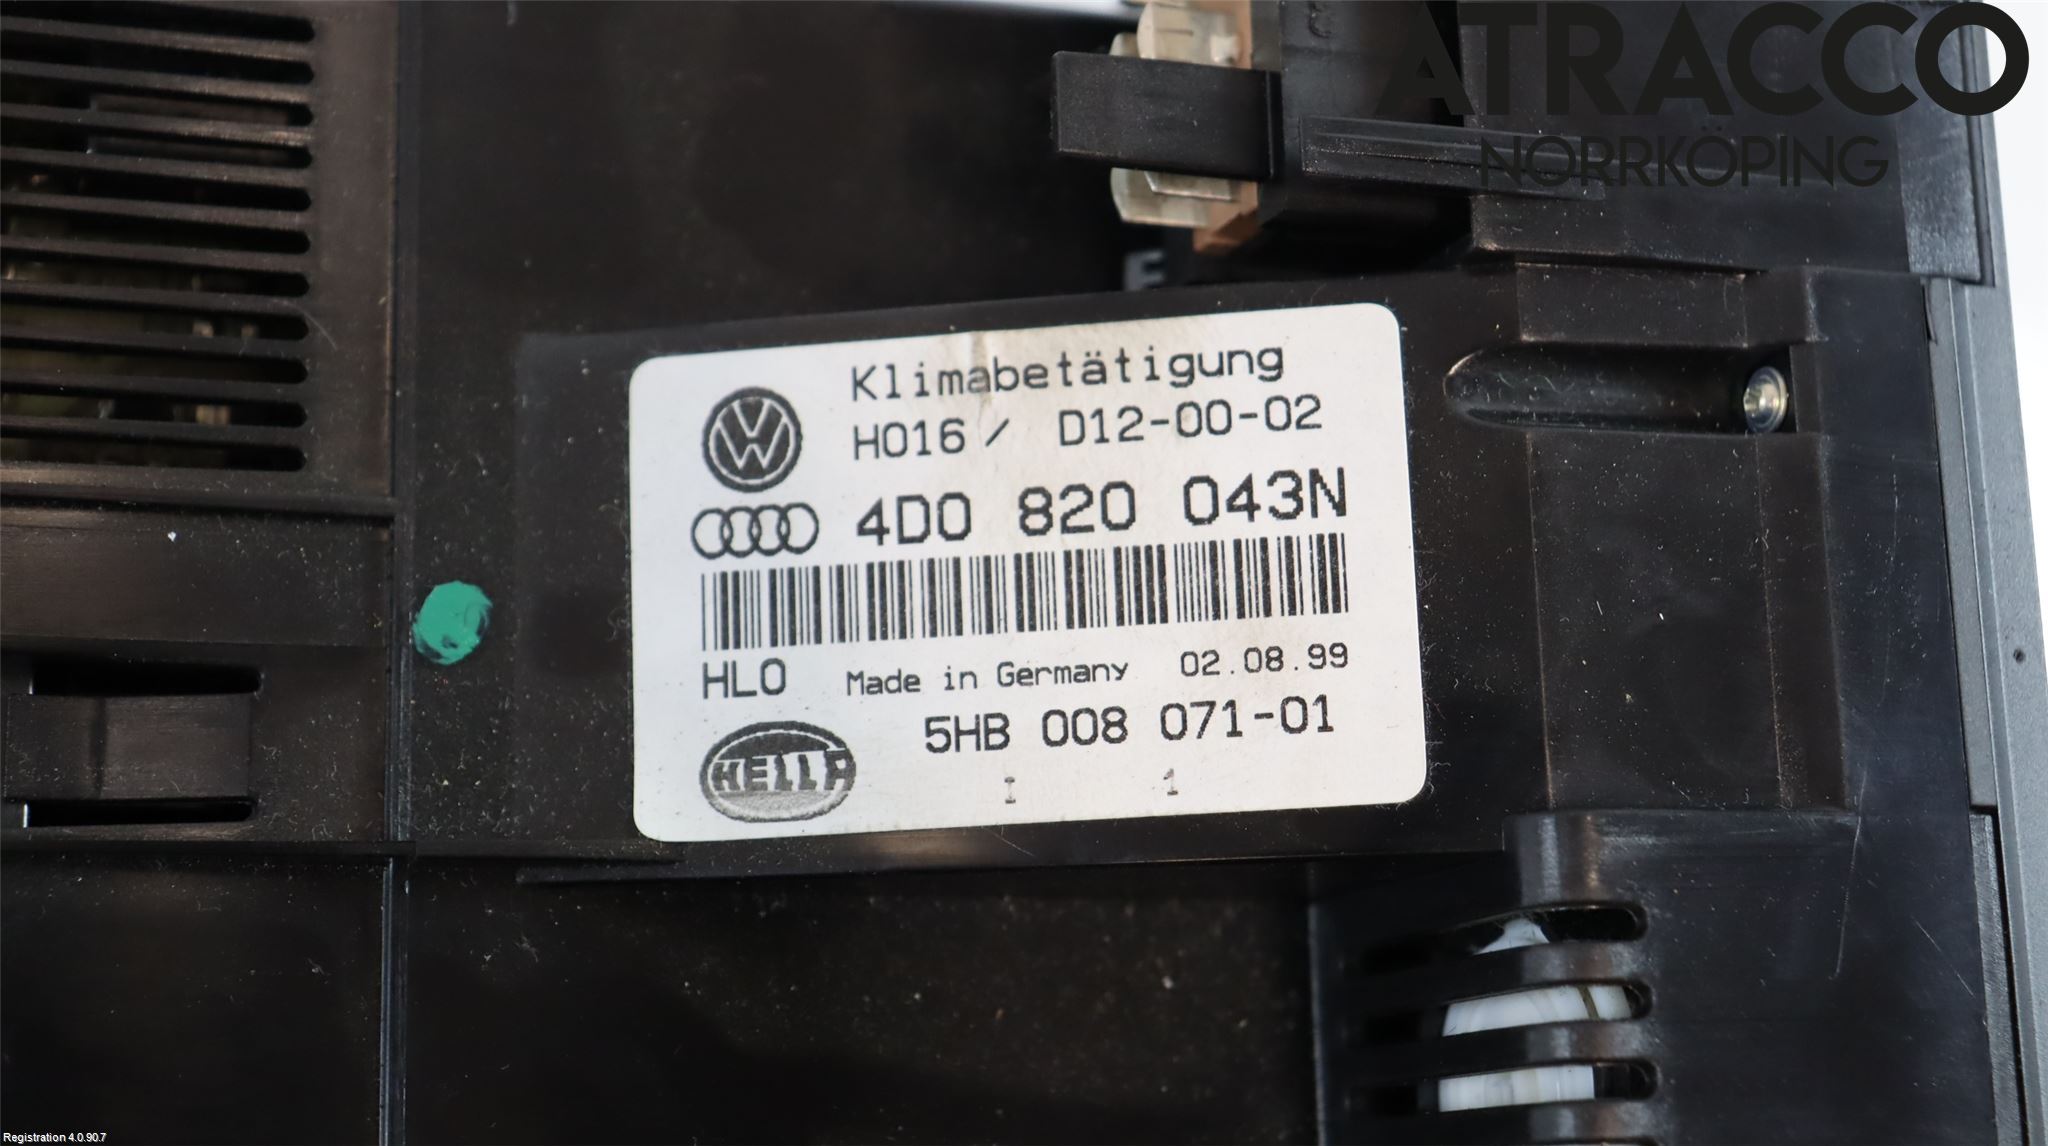 ATRACCO
NORRKÖPING
E
Klimabetätigung
H016 / D12-00-02
4D0 820 043N
HLO Made in Germany 02.08.99
HELLA 5HB 008 071-01
I 1
Registration 4.0.90.7